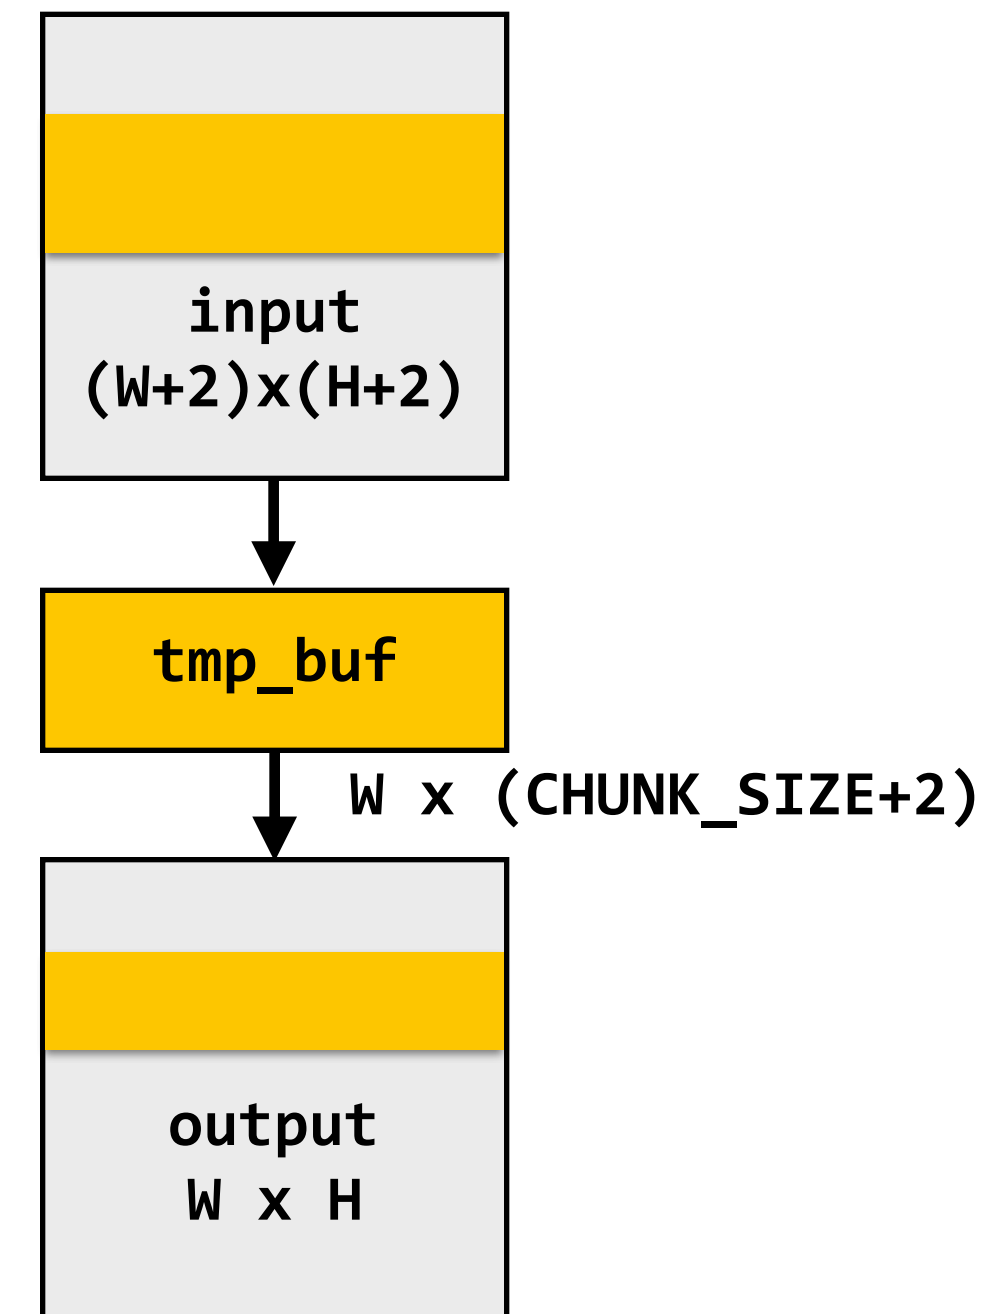 input
(W+2)x(H+2)
tmp_buf
W x (CHUNK_SIZE+2)
output
W x H